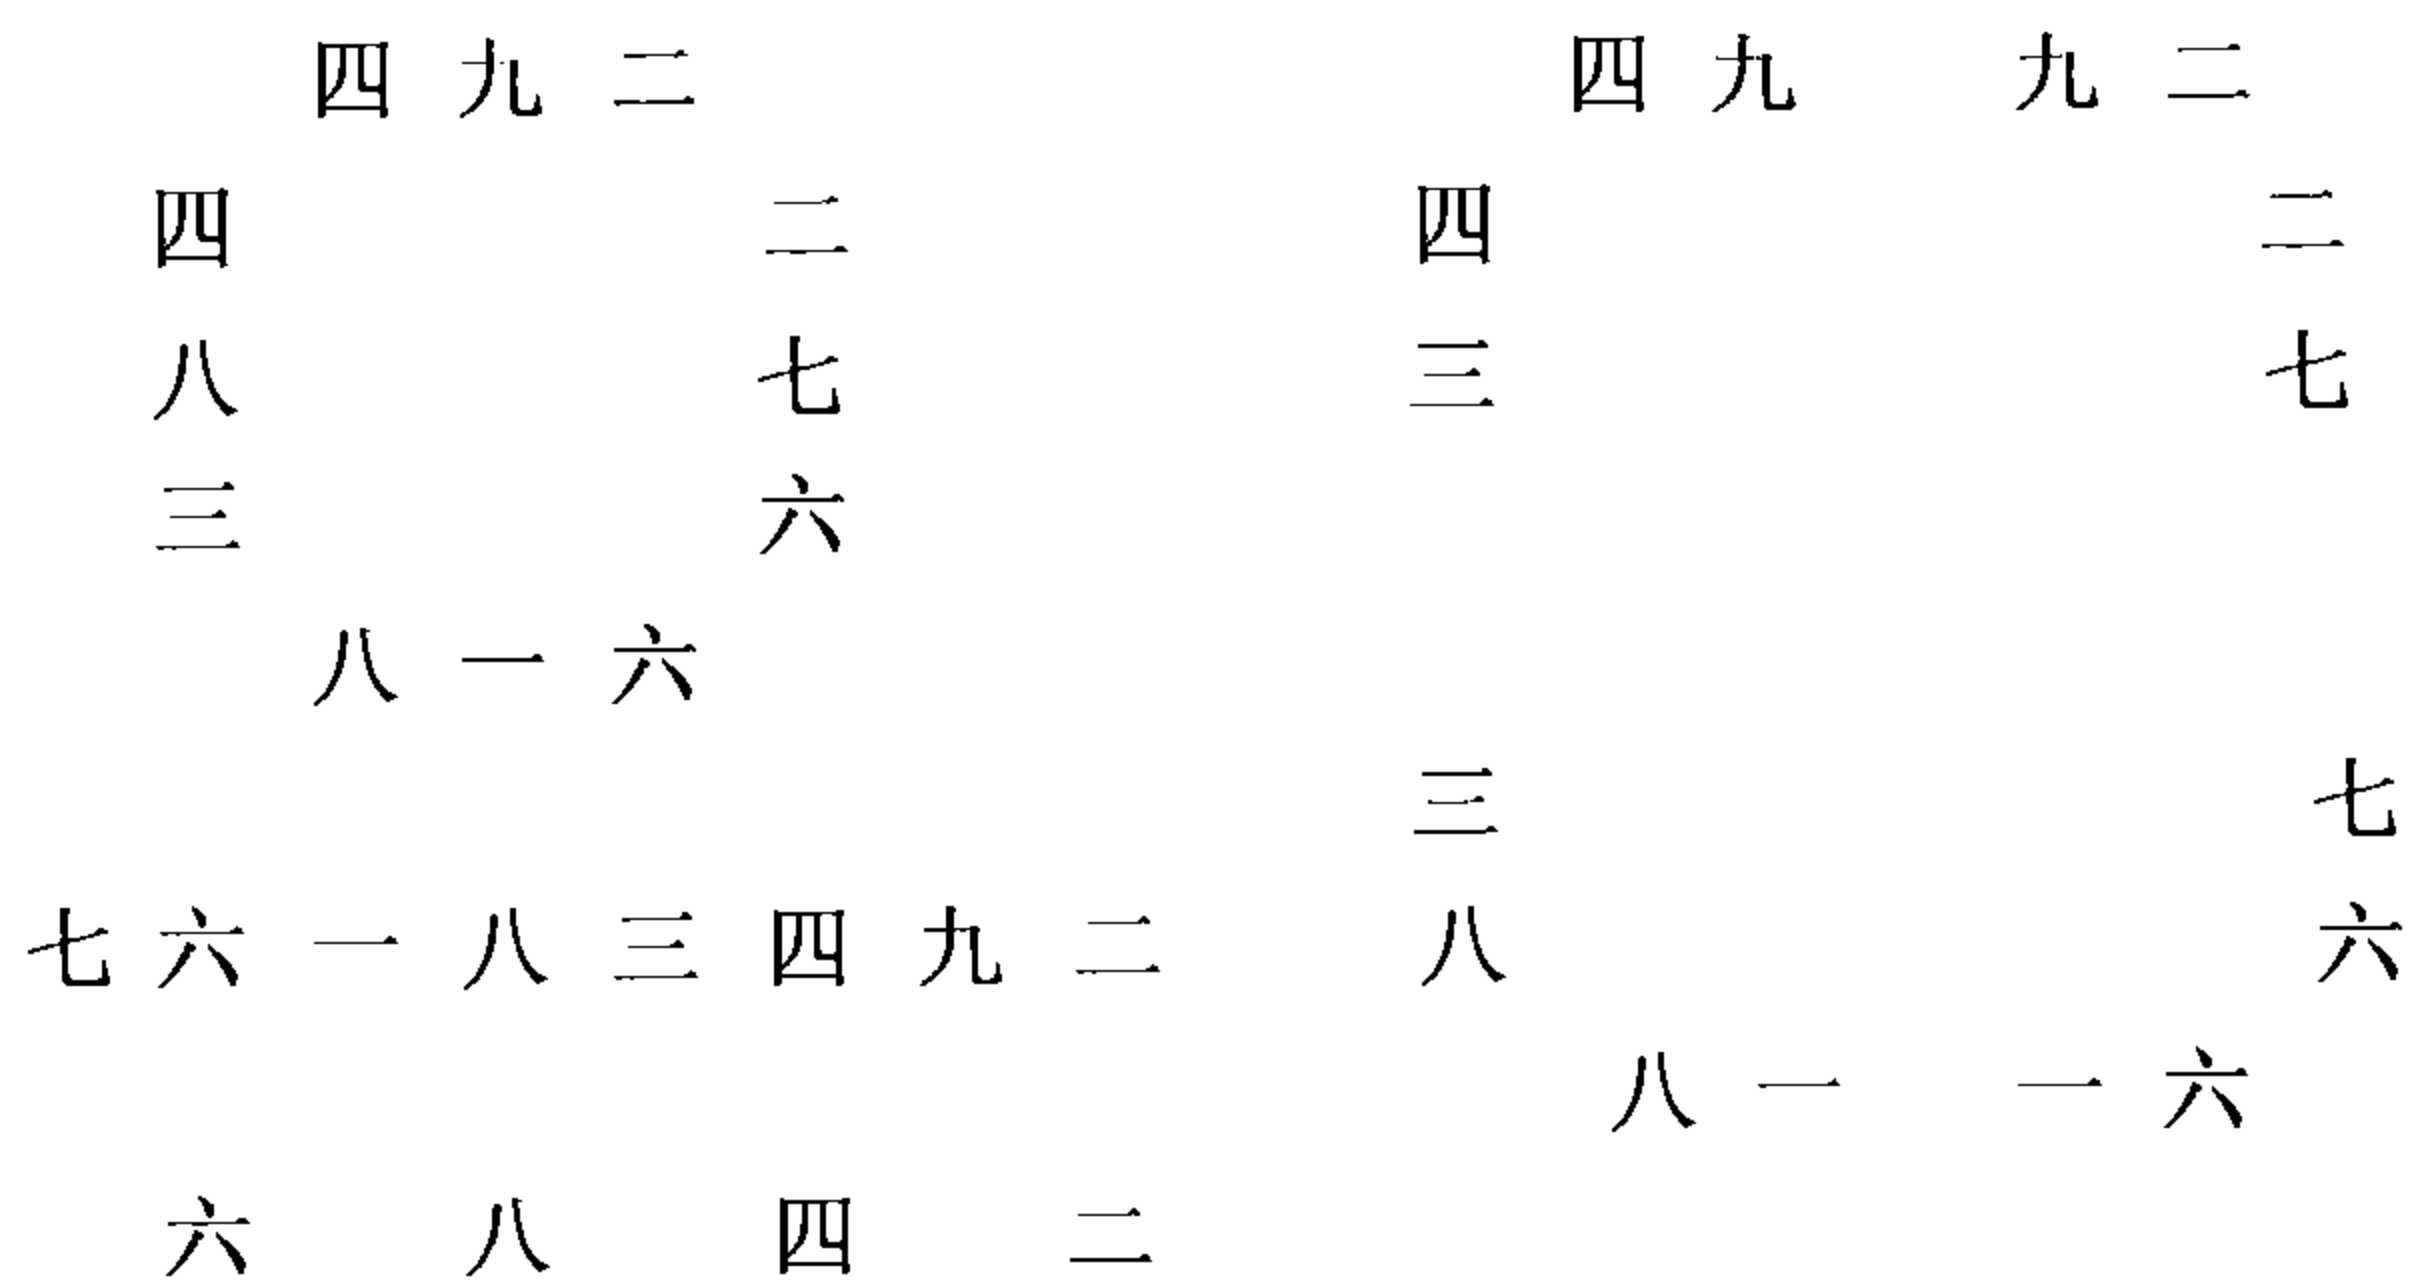 四 九 二 四 九 九 二
四 二 四 二
八 七 三 七
三 六
八 一 六
三 七
七 六 一 八 三 四 九 二 八 六
八 一 一 六
六 八 四 二